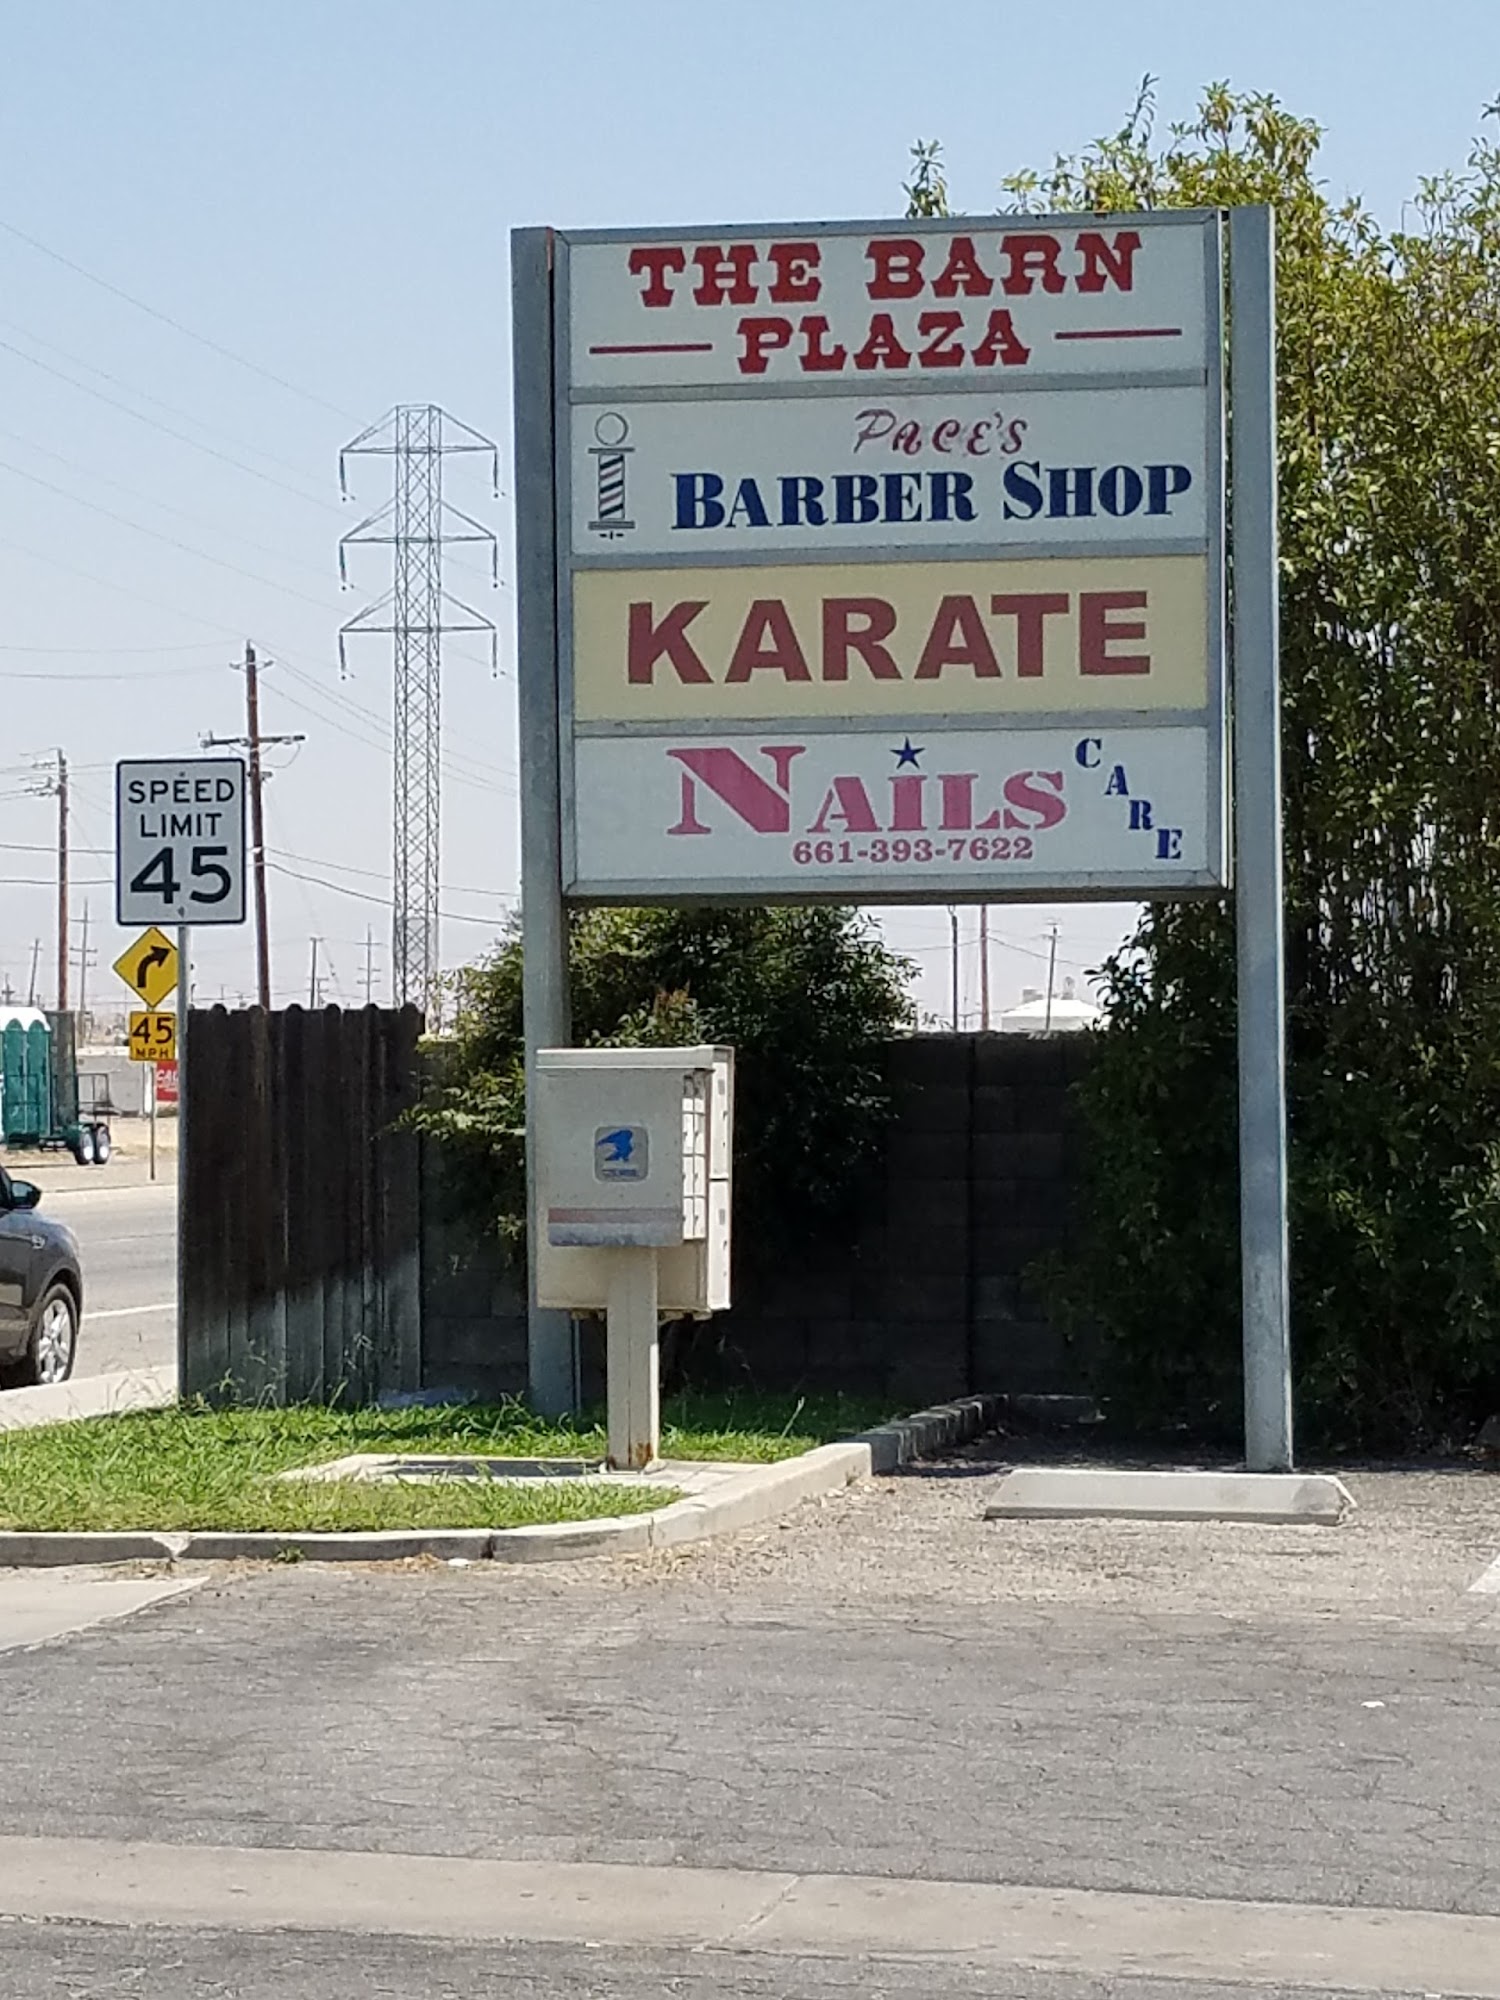 THE BARN
PLAZA
PACE'S
BARBER SHOP
KARATE
NAILS CARE
661-393-7622
SPEED
LIMIT
45
45
MPH